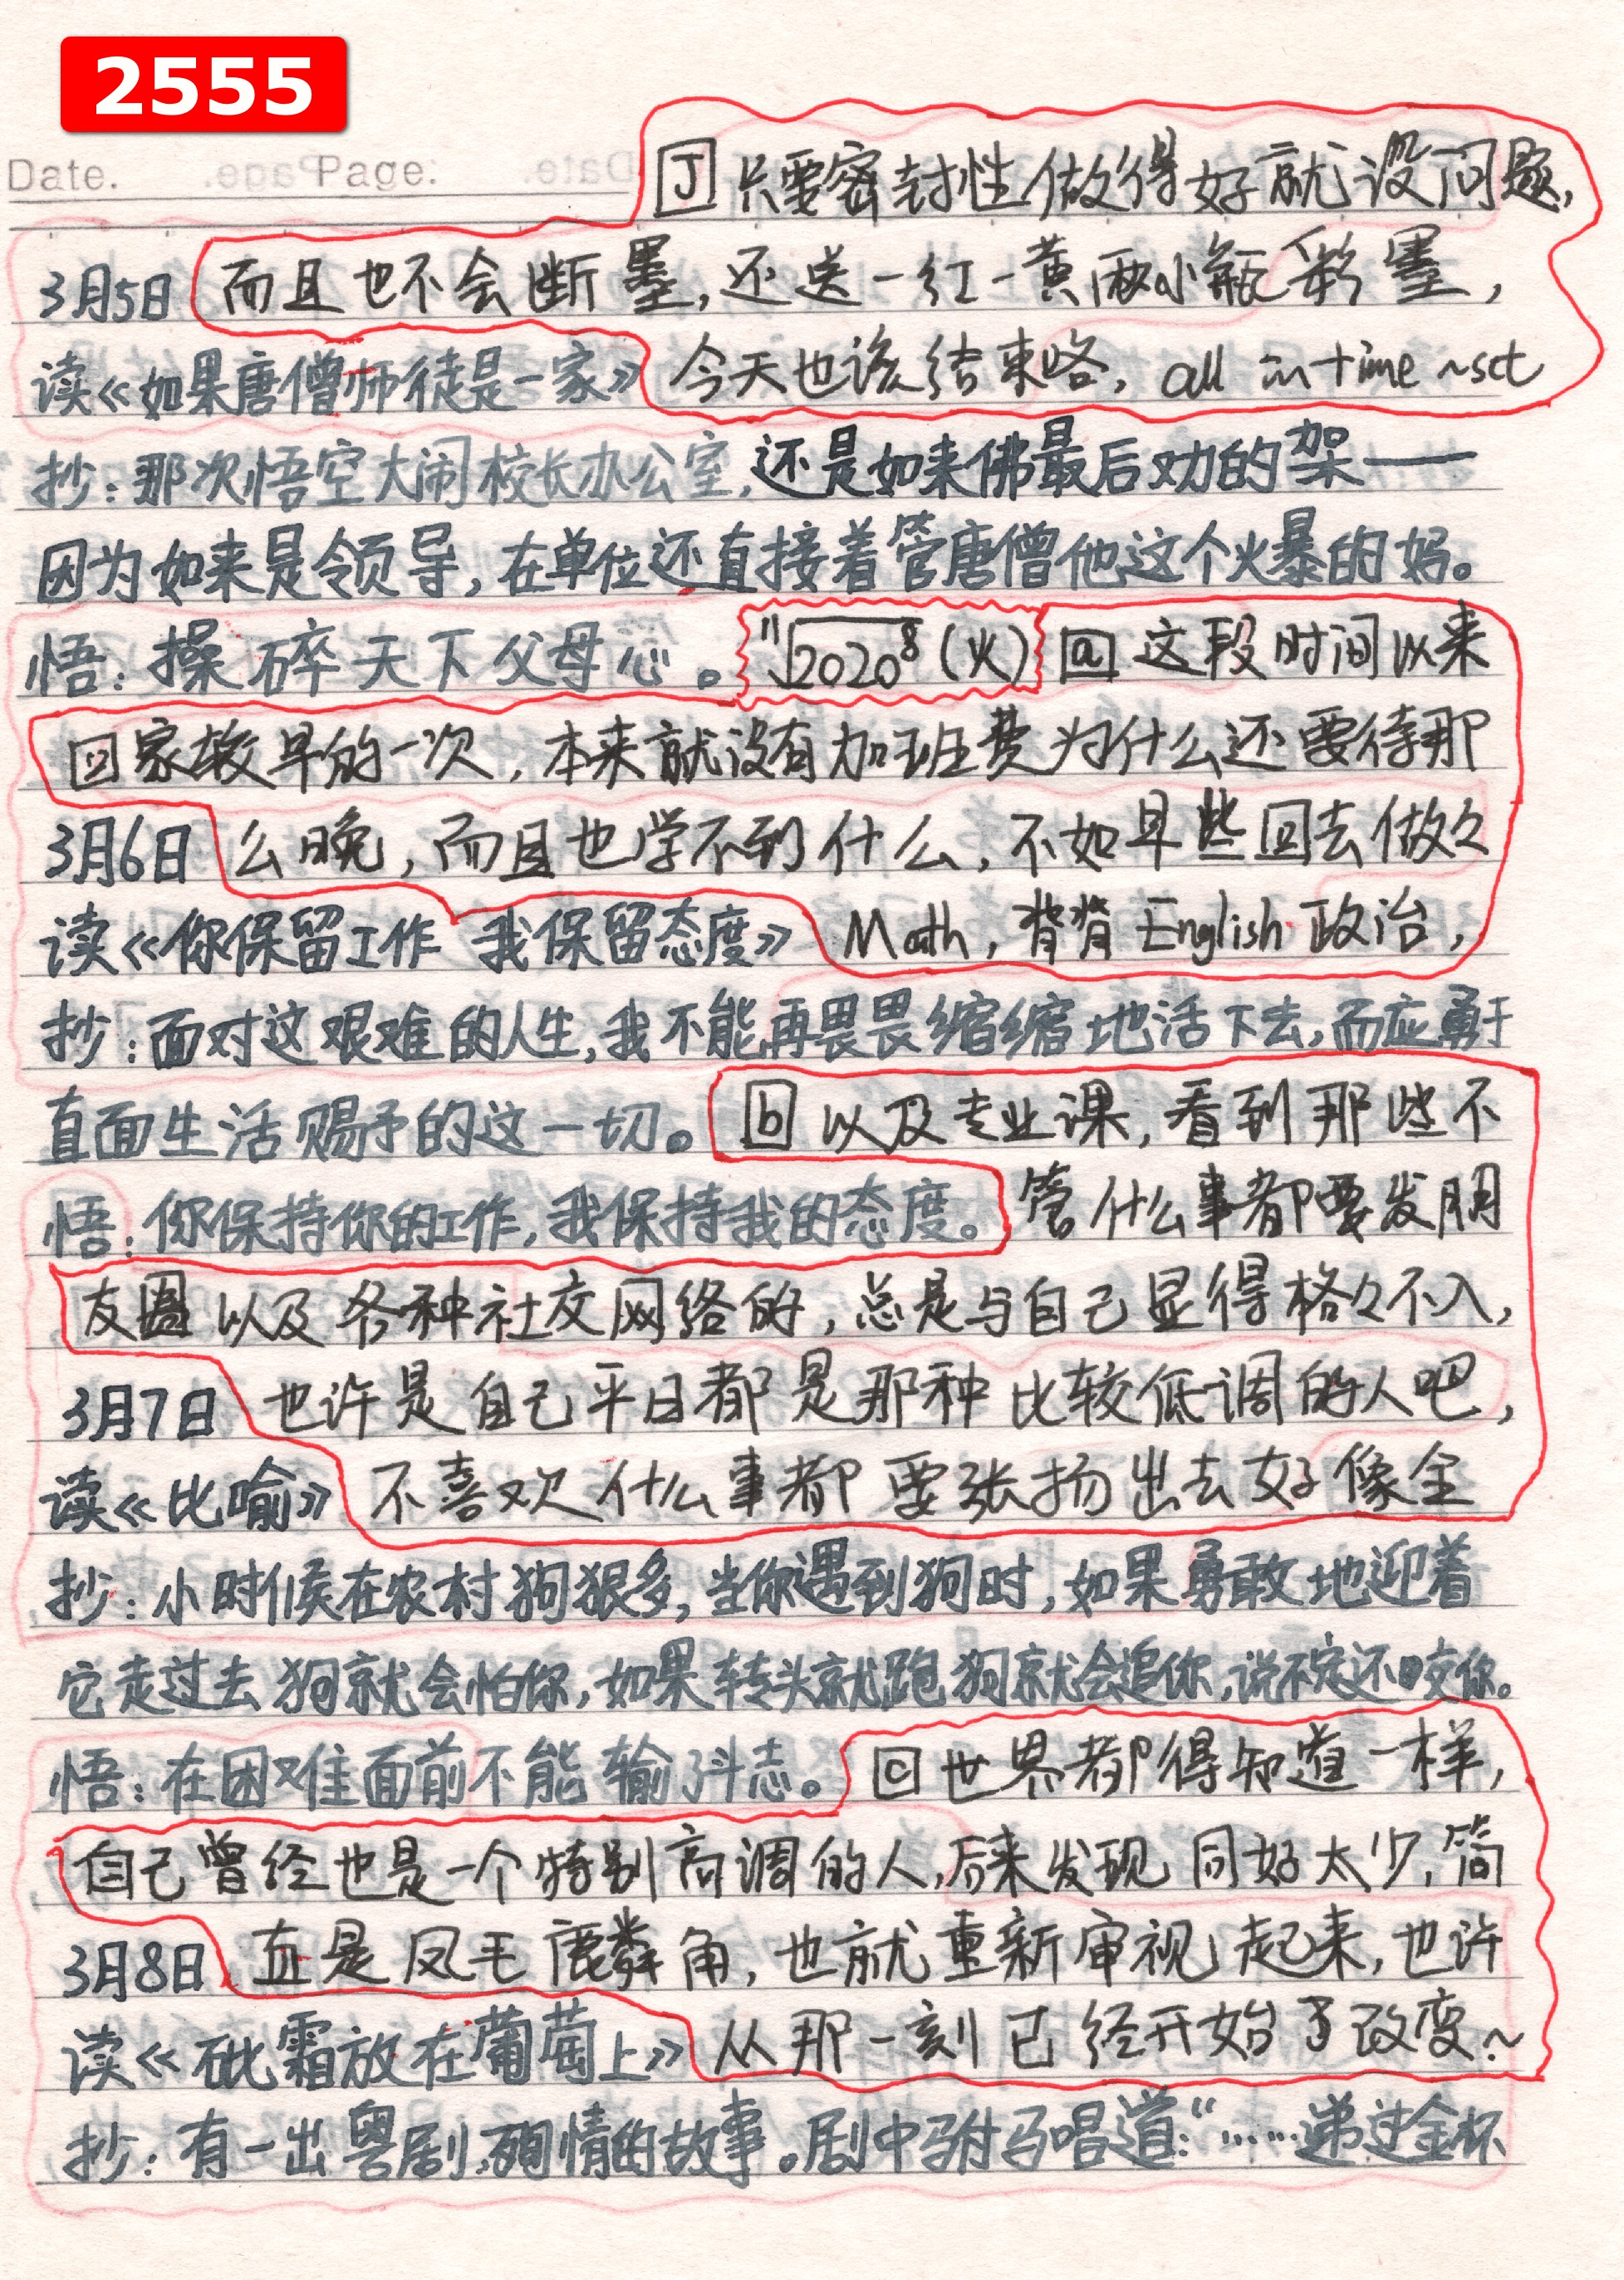 2555
Date. Page:
J 只要密封性做得好就没问题,
3月5日 而且也不会断墨,还送一红一黄两小瓶彩墨,
读《如果唐僧师徒是一家》 今天也该结束咯, all in time ~sct
抄:那次悟空大闹校长办公室,还是如来佛最后劝的架——
因为如来是领导,在单位还直接着管唐僧他这个火暴的妈。
悟:操碎天下父母心。 11 2020 8 (火) a 这段时间以来
回家较早的一次,本来就没有加班费为什么还要待那
3月6日 么晚,而且也学不到什么,不如早些回去做々
读《你保留工作 我保留态度》 Math,背背English政治,
抄:面对这艰难的人生,我不能再畏畏缩缩地活下去,而应勇于
直面生活赐予的这一切。 b 以及专业课,看到那些不
悟:你保持你的工作,我保持我的态度。 管什么事都要发朋
友圈以及各种社交网络的,总是与自己显得格々不入,
3月7日 也许是自己平日都是那种比较低调的人吧,
读《比喻》 不喜欢什么事都要张扬出去好像全
抄:小时候在农村狗狠多,当你遇到狗时,如果勇敢地迎着
它走过去狗就会怕你,如果转头就跑狗就会追你,说不定还咬你。
悟:在困难面前不能输了斗志。 c 世界都得知道一样,
自己曾经也是一个特别高调的人,后来发现同好太少,简
3月8日 直是凤毛麟角,也就重新审视起来,也许
读《砒霜放在葡萄上》 从那一刻已经开始了改变~
抄:有一出粤剧,殉情的故事。剧中驸马唱道:“……递过金杯